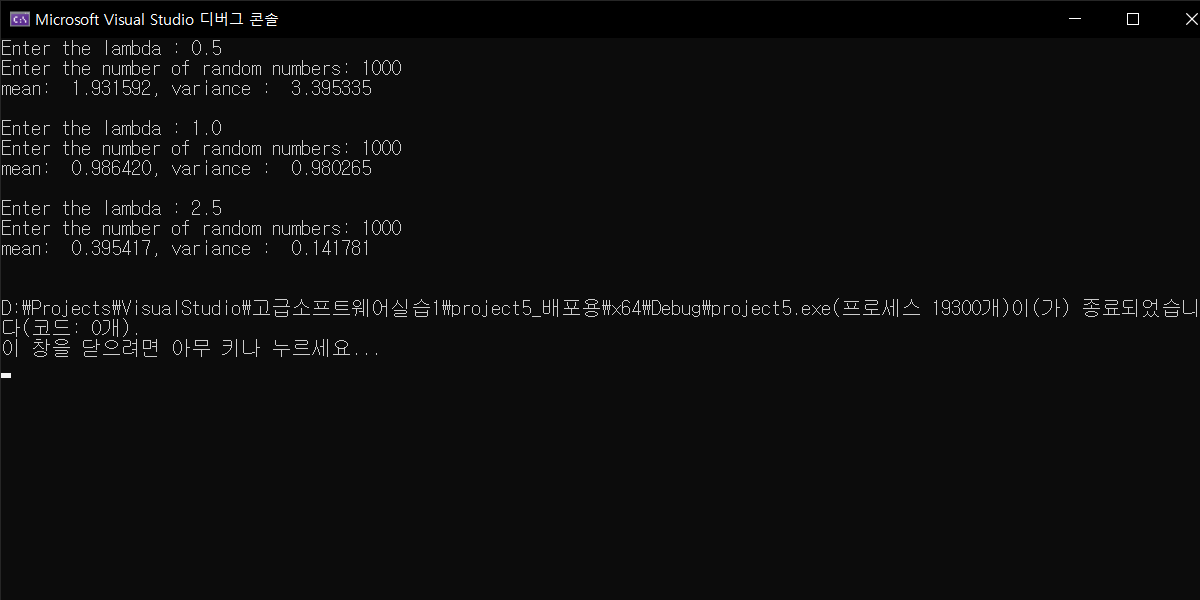 Microsoft Visual Studio 디버그 콘솔
Enter the lambda : 0.5
Enter the number of random numbers: 1000
mean:  1.931592, variance :  3.395335
Enter the lambda : 1.0
Enter the number of random numbers: 1000
mean:  0.986420, variance :  0.980265
Enter the lambda : 2.5
Enter the number of random numbers: 1000
mean:  0.395417, variance :  0.141781
D:₩Projects₩VisualStudio₩고급소프트웨어실습1₩project5_배포용₩x64₩Debug₩project5.exe(프로세스 19300개)이(가) 종료되었습니
다(코드: 0개).
이 창을 닫으려면 아무 키나 누르세요...